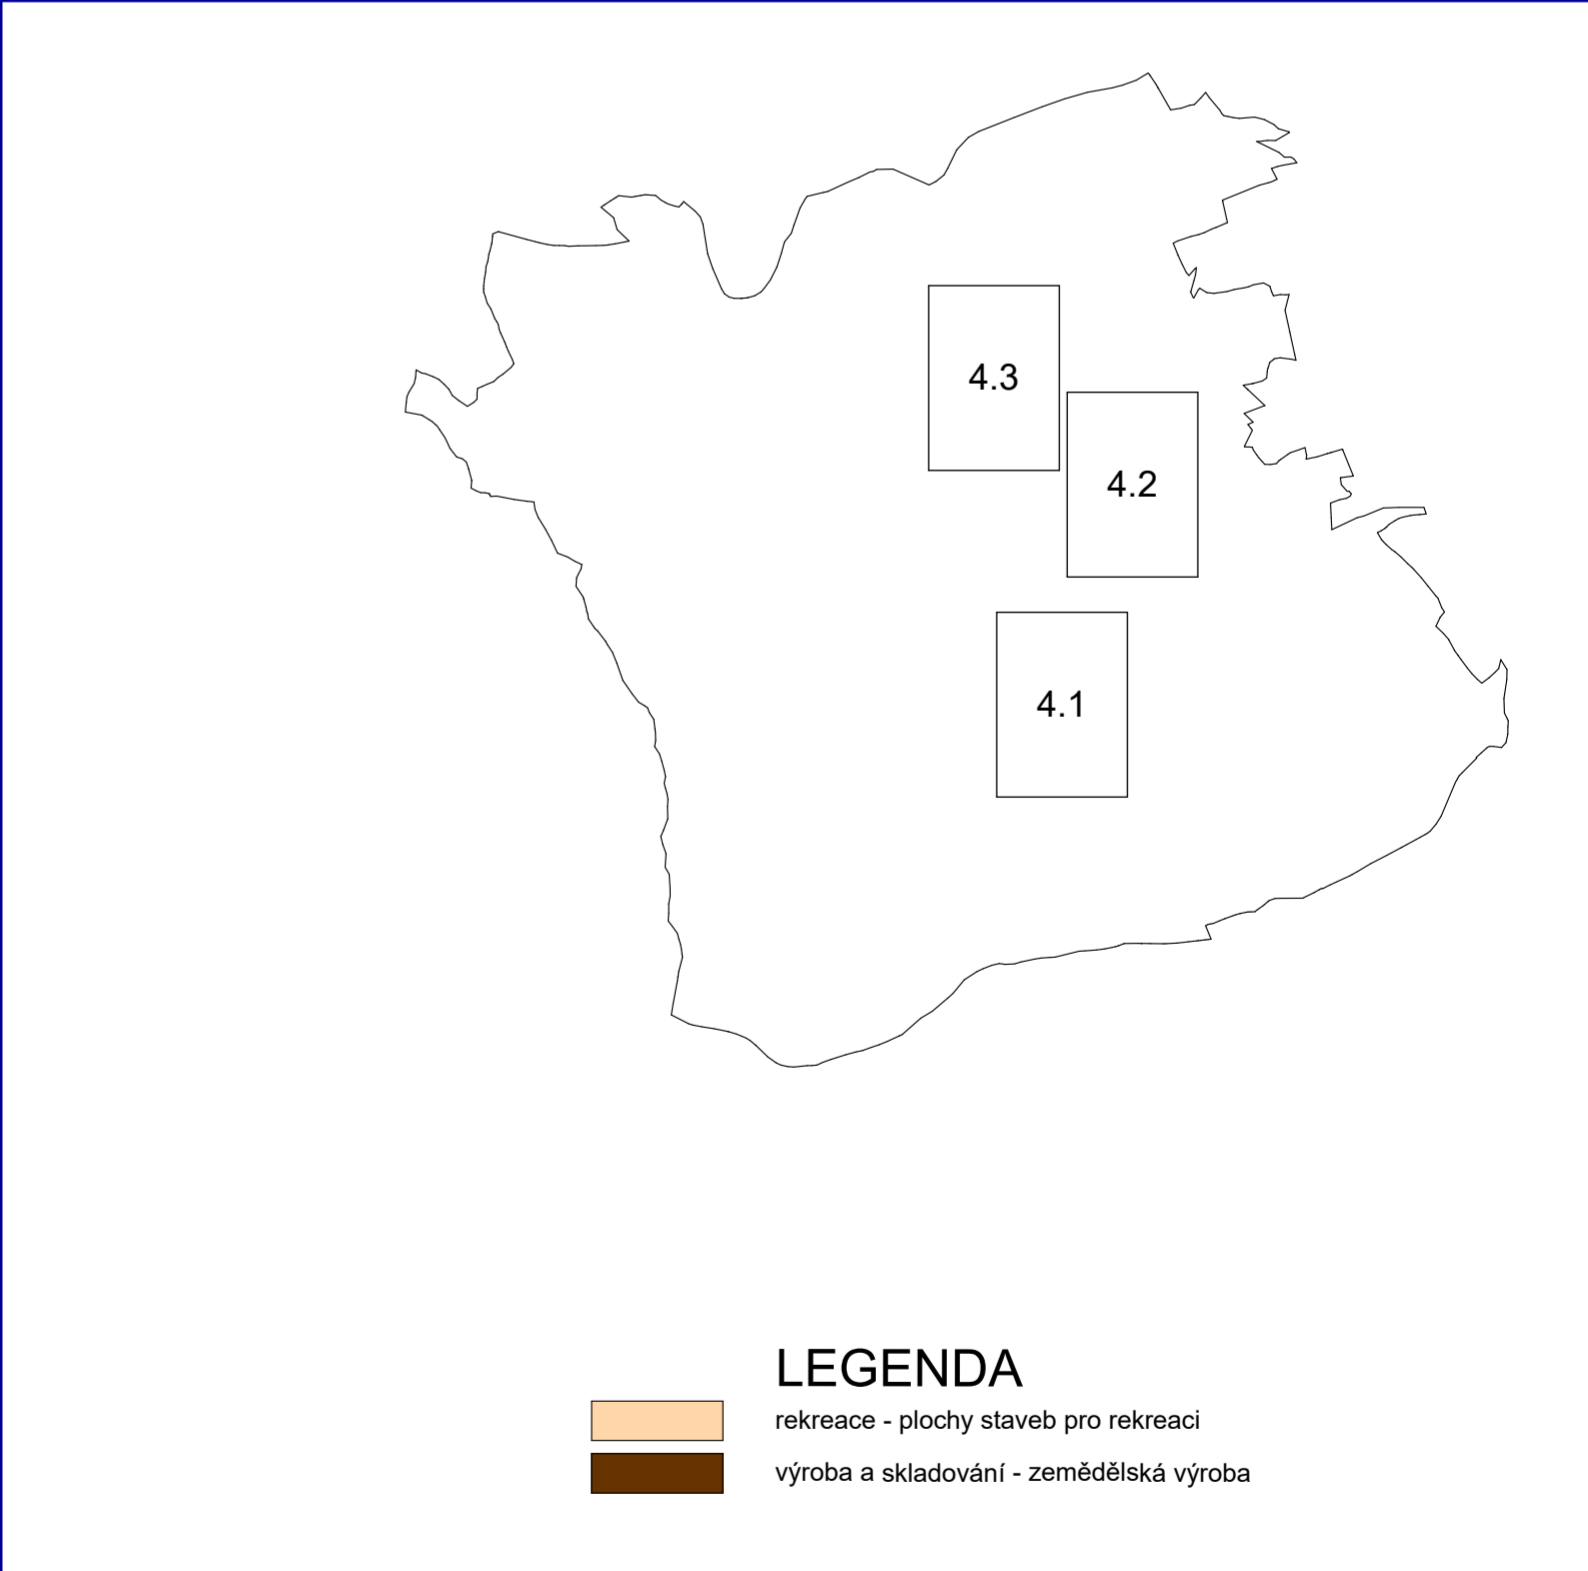 4.3
4.2
4.1
LEGENDA
rekreace - plochy staveb pro rekreaci
výroba a skladování - zemědělská výroba